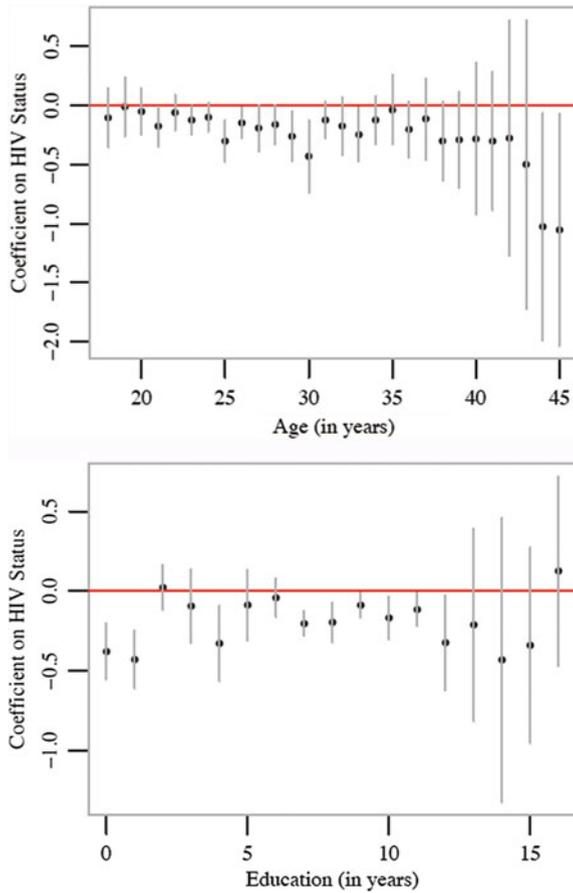 Coefficient on HIV Status
0.5
0.0
−0.5
−1.0
−1.5
−2.0
20 25 30 35 40 45
Age (in years)
Coefficient on HIV Status
0.5
0.0
−0.5
−1.0
0 5 10 15
Education (in years)